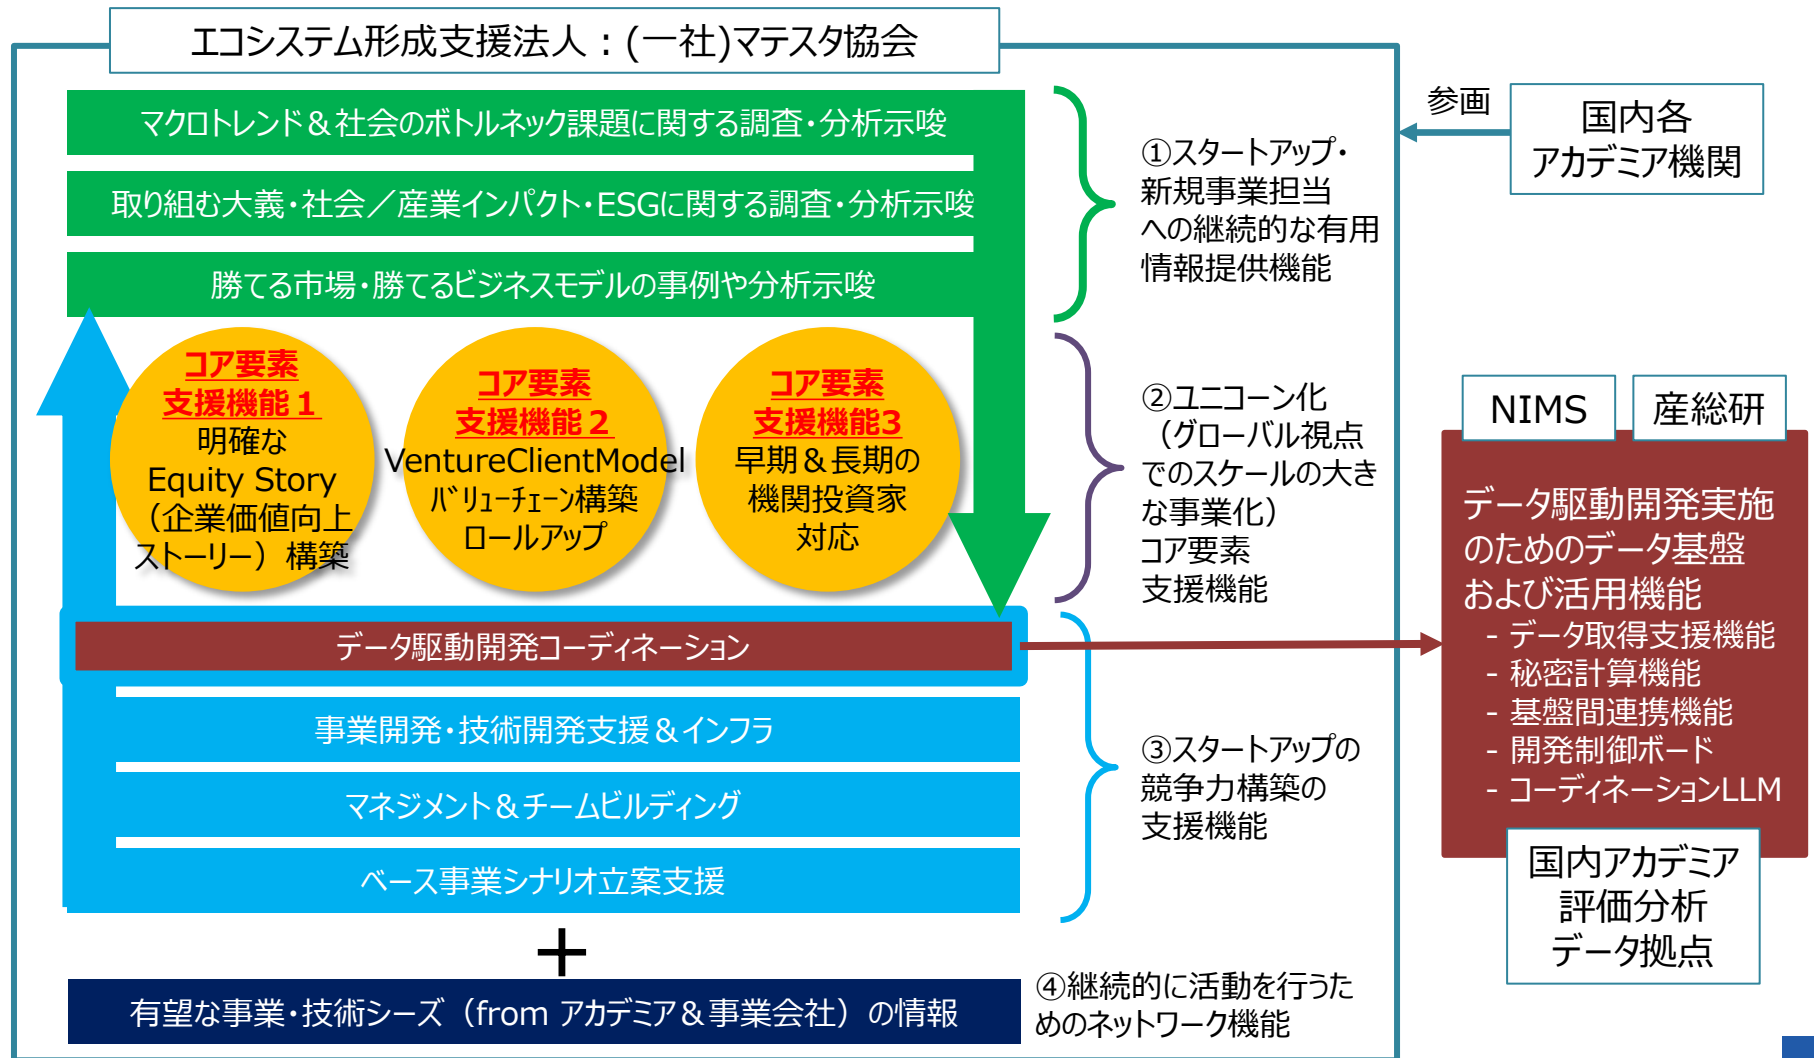 エコシステム形成支援法人：(一社)マテスタ協会
マクロトレンド＆社会のボトルネック課題に関する調査・分析示唆
取り組む大義・社会／産業インパクト・ESGに関する調査・分析示唆
勝てる市場・勝てるビジネスモデルの事例や分析示唆
①スタートアップ・
新規事業担当
への継続的な有用
情報提供機能
参画
国内各
アカデミア機関
コア要素
支援機能１
明確な
Equity Story
（企業価値向上
ストーリー）構築
コア要素
支援機能２
VentureClientModel
バリューチェーン構築
ロールアップ
コア要素
支援機能3
早期＆長期の
機関投資家
対応
②ユニコーン化
（グローバル視点
でのスケールの大き
な事業化）
コア要素
支援機能
データ駆動開発コーディネーション
事業開発・技術開発支援＆インフラ
マネジメント＆チームビルディング
ベース事業シナリオ立案支援
③スタートアップの
競争力構築の
支援機能
＋
有望な事業・技術シーズ（from アカデミア＆事業会社）の情報
④継続的に活動を行うた
めのネットワーク機能
NIMS
産総研
データ駆動開発実施
のためのデータ基盤
および活用機能
- データ取得支援機能
- 秘密計算機能
- 基盤間連携機能
- 開発制御ボード
- コーディネーションLLM
国内アカデミア
評価分析
データ拠点